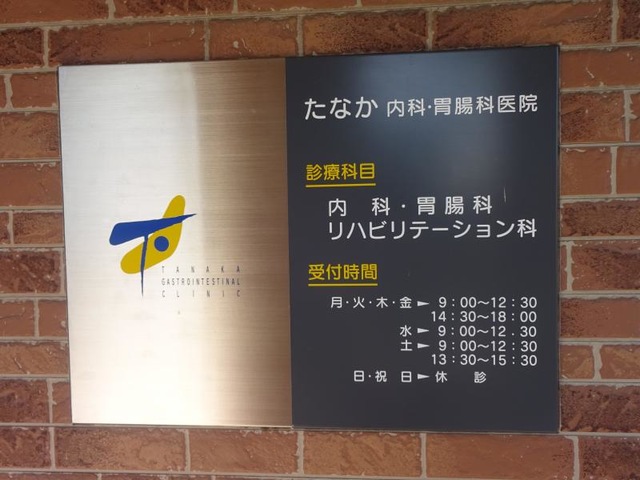 TANAKA
GASTROINTESTINAL
CLINIC
たなか 内科・胃腸科医院
診療科目
内 科・胃腸科
リハビリテーション科
受付時間
月・火・木・金► 9:00〜12:30
14:30〜18:00
水► 9:00〜12.30
土► 9:00〜12:30
13:30〜15:30
日・祝 日► 休 診